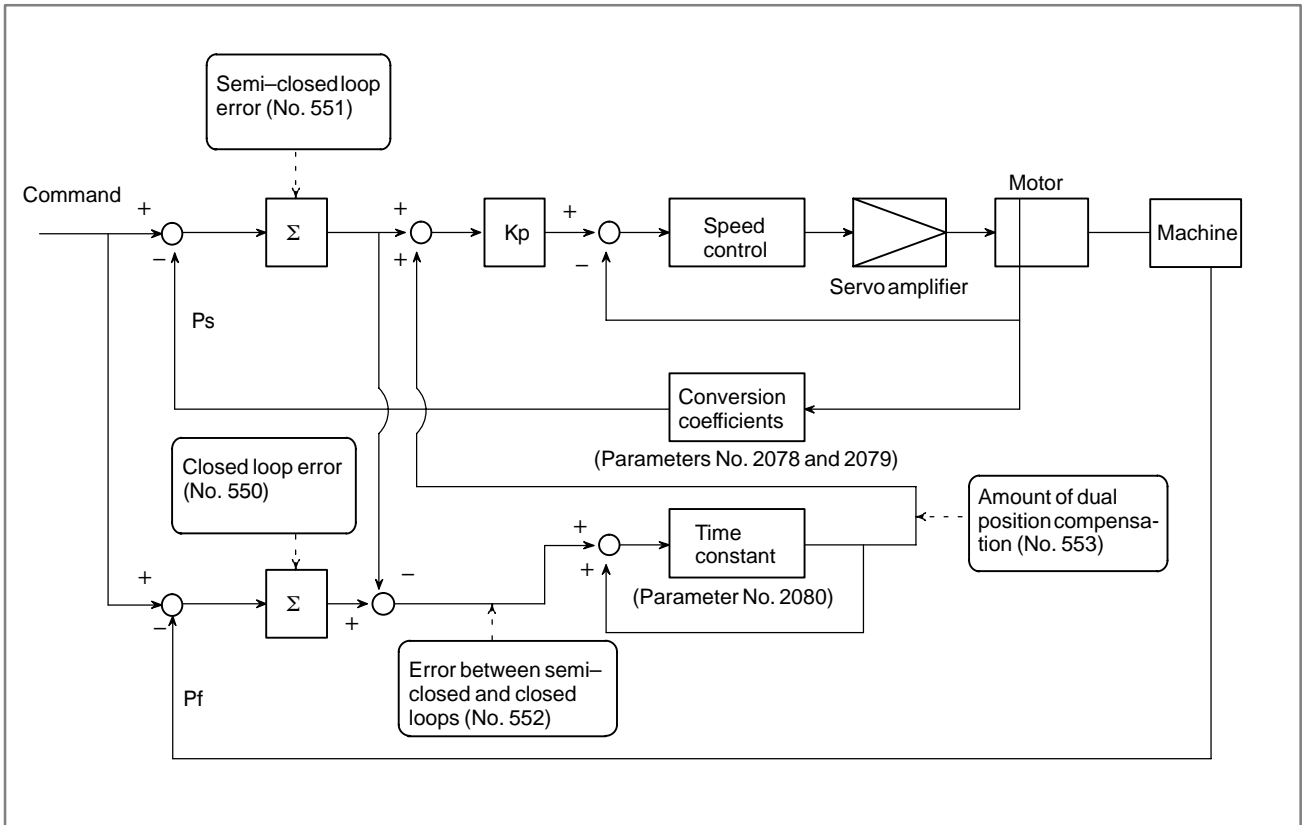 Semi–closed loop
error (No. 551)
Command
Motor
+
−
Σ
+
+
Kp
+
−
Speed
control
Servo amplifier
Machine
Ps
Conversion
coefficients
(Parameters No. 2078 and 2079)
Closed loop error
(No. 550)
Amount of dual
position compensa-
tion (No. 553)
+
+
Time
constant
(Parameter No. 2080)
+
−
Σ
+
−
Error between semi–
closed and closed
loops (No. 552)
Pf